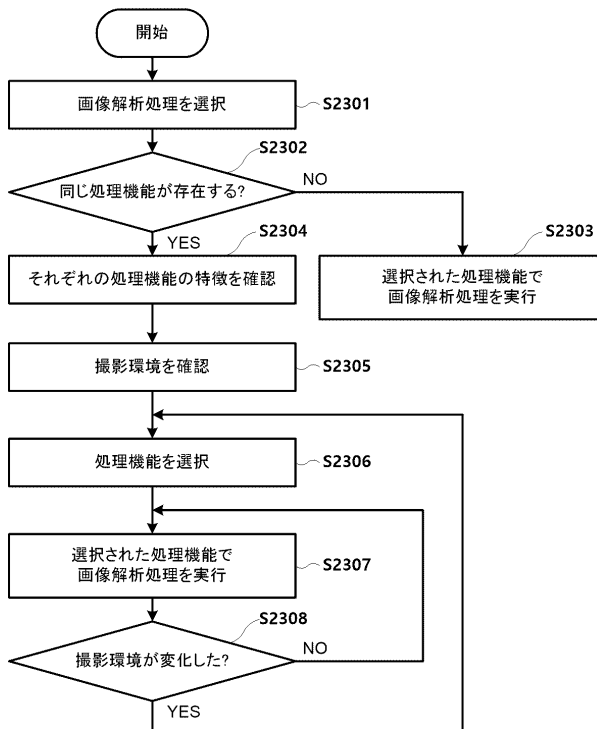 開始
画像解析処理を選択
S2301
S2302
同じ処理機能が存在する?
NO
YES
S2304
S2303
それぞれの処理機能の特徴を確認
選択された処理機能で
画像解析処理を実行
撮影環境を確認
S2305
処理機能を選択
S2306
選択された処理機能で
画像解析処理を実行
S2307
S2308
撮影環境が変化した?
NO
YES